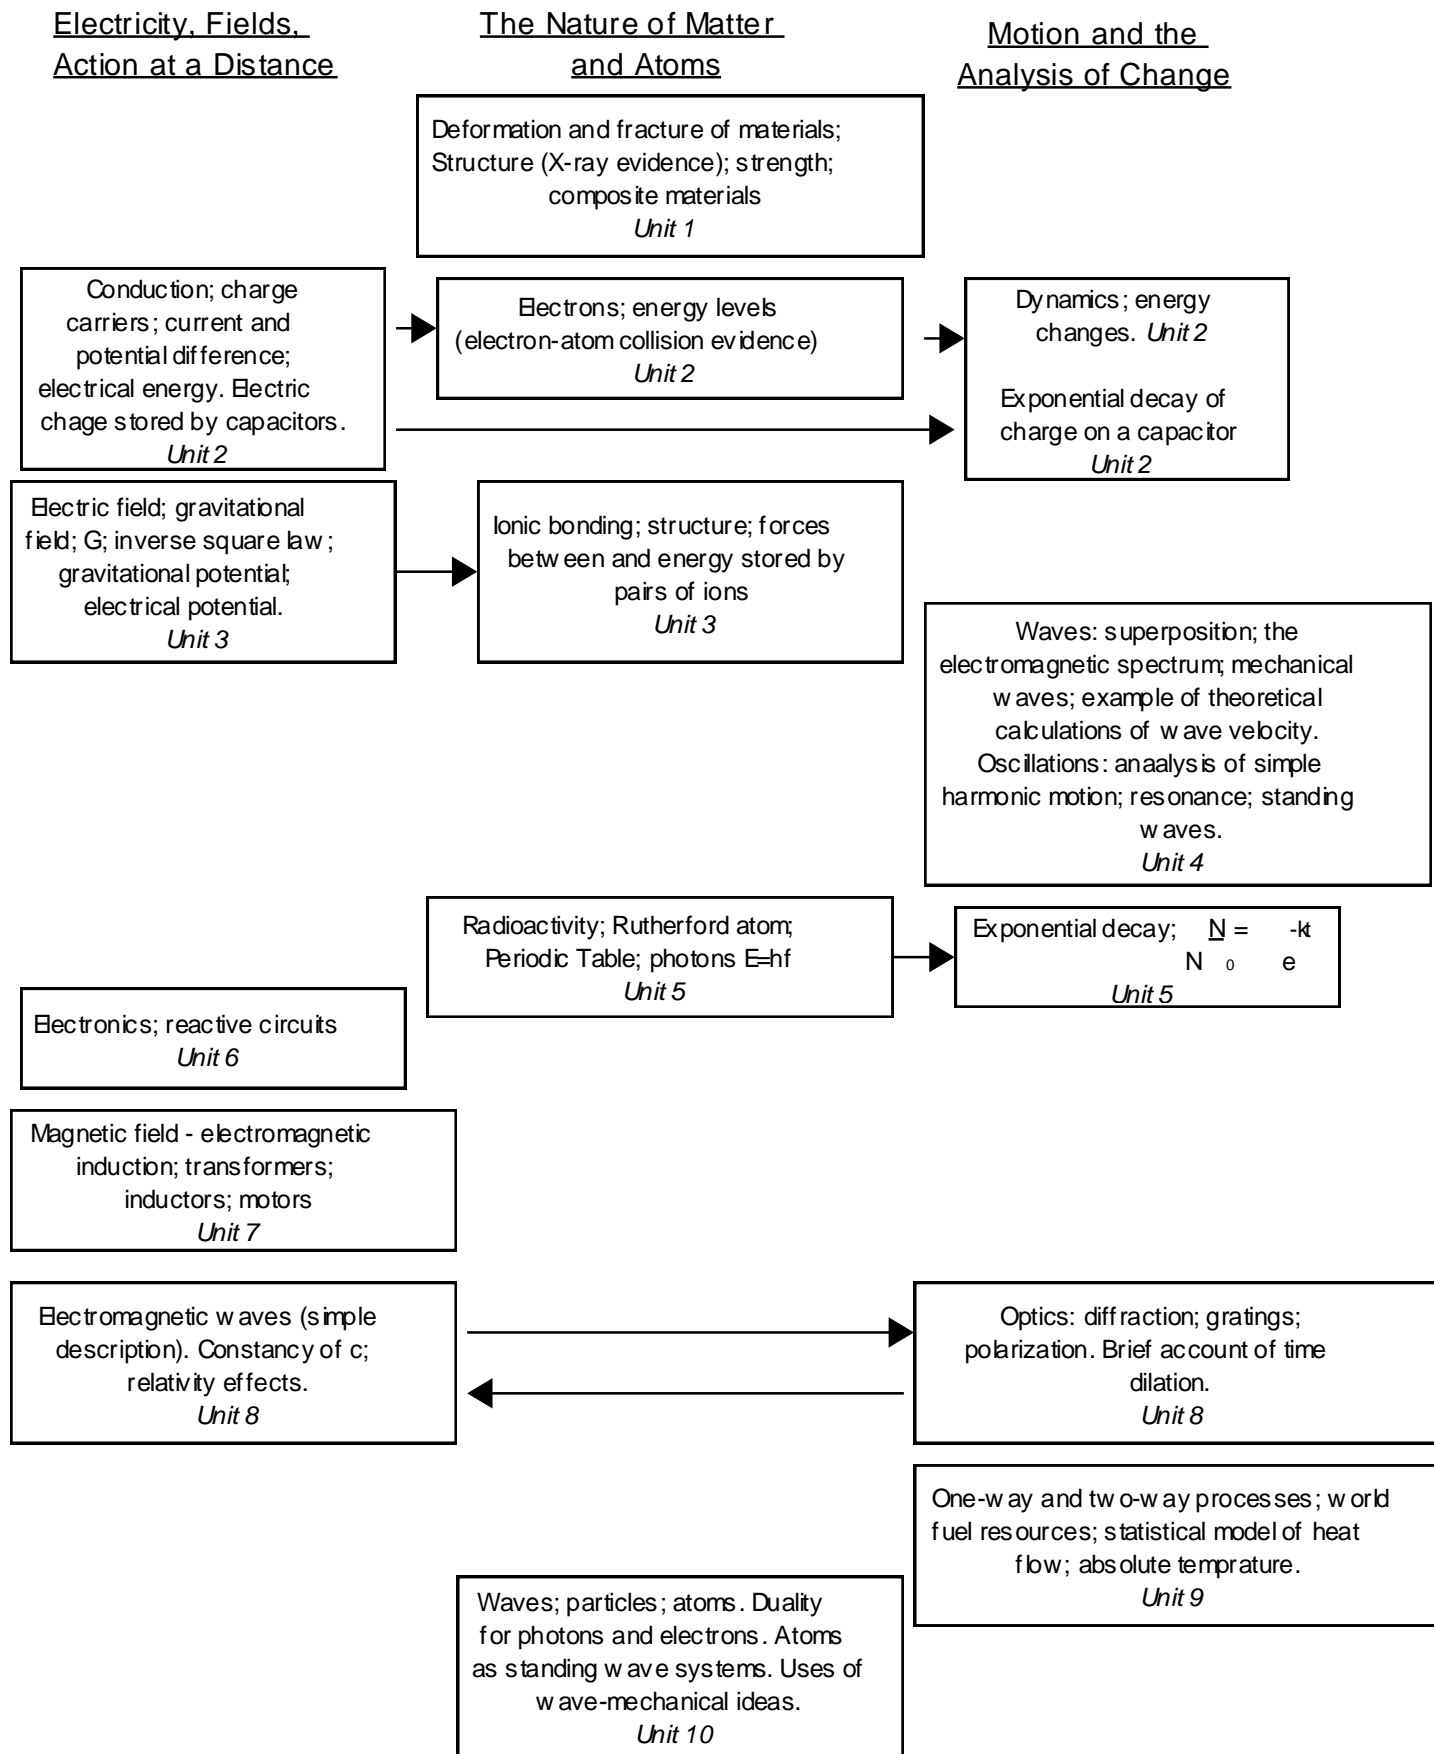 Electricity, Fields,
Action at a Distance
The Nature of Matter
and Atoms
Motion and the
Analysis of Change
Deformation and fracture of materials;
Structure (X-ray evidence); strength;
composite materials
Unit 1
Conduction; charge
carriers; current and
potential difference;
electrical energy. Electric
chage stored by capacitors.
Unit 2
Electrons; energy levels
(electron-atom collision evidence)
Unit 2
Dynamics; energy
changes. Unit 2
Exponential decay of
charge on a capacitor
Unit 2
Electric field; gravitational
field; G; inverse square law;
gravitational potential;
electrical potential.
Unit 3
Ionic bonding; structure; forces
between and energy stored by
pairs of ions
Unit 3
Waves: superposition; the
electromagnetic spectrum; mechanical
waves; example of theoretical
calculations of wave velocity.
Oscillations: anaalysis of simple
harmonic motion; resonance; standing
waves.
Unit 4
Radioactivity; Rutherford atom;
Periodic Table; photons E=hf
Unit 5
Exponential decay; N = -kt
N 0 e
Unit 5
Electronics; reactive circuits
Unit 6
Magnetic field - electromagnetic
induction; transformers;
inductors; motors
Unit 7
Electromagnetic waves (simple
description). Constancy of c;
relativity effects.
Unit 8
Optics: diffraction; gratings;
polarization. Brief account of time
dilation.
Unit 8
One-way and two-way processes; world
fuel resources; statistical model of heat
flow; absolute temprature.
Unit 9
Waves; particles; atoms. Duality
for photons and electrons. Atoms
as standing wave systems. Uses of
wave-mechanical ideas.
Unit 10